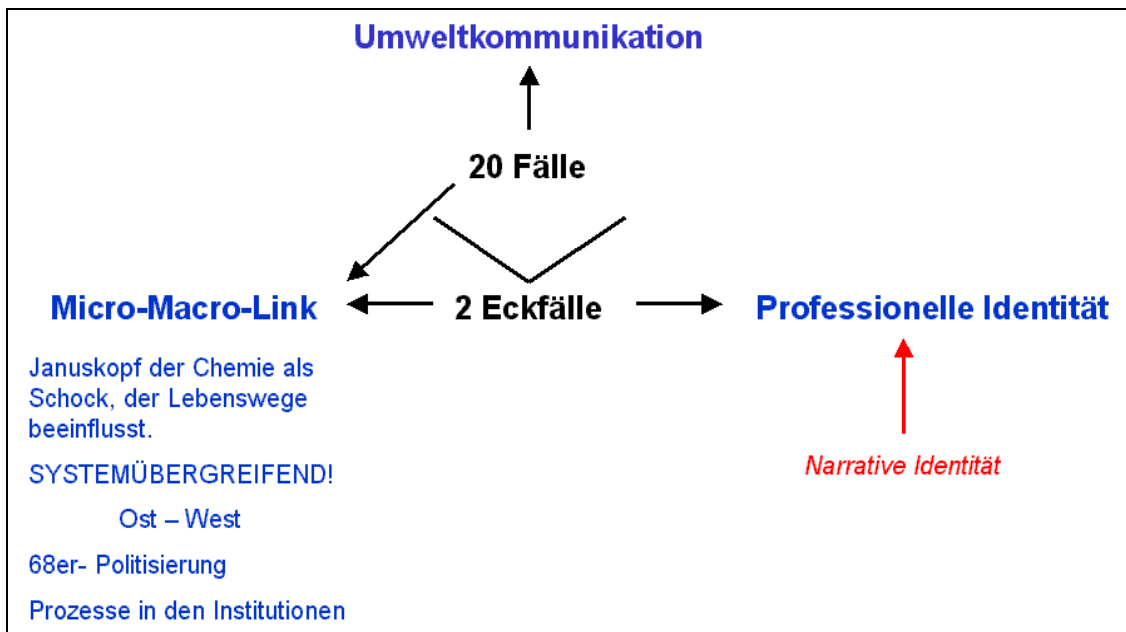 Umweltkommunikation
20 Fälle
Micro-Macro-Link
2 Eckfälle
Professionelle Identität
Januskopf der Chemie als
Schock, der Lebenswege
beeinflusst.
SYSTEMÜBERGREIFEND!
Ost – West
68er- Politisierung
Prozesse in den Institutionen
Narrative Identität